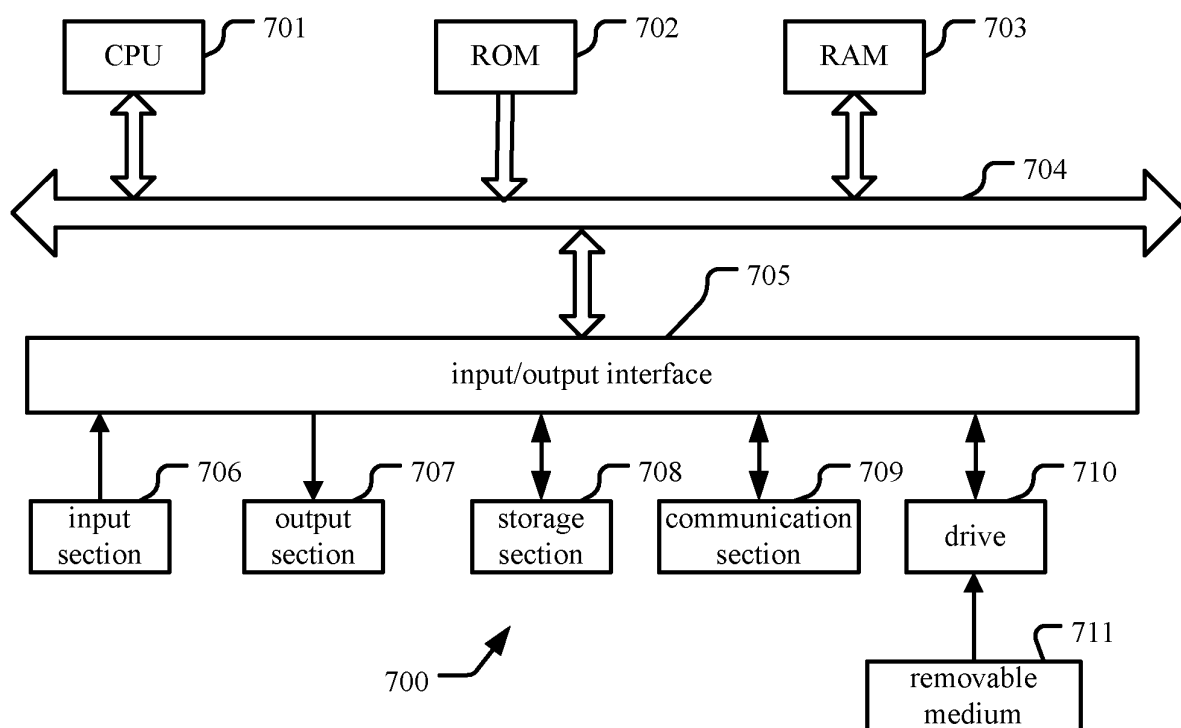 CPU
701
ROM
702
RAM
703
704
705
input/output interface
706
707
708
709
710
input
section
output
section
storage
section
communication
section
drive
700
711
removable
medium